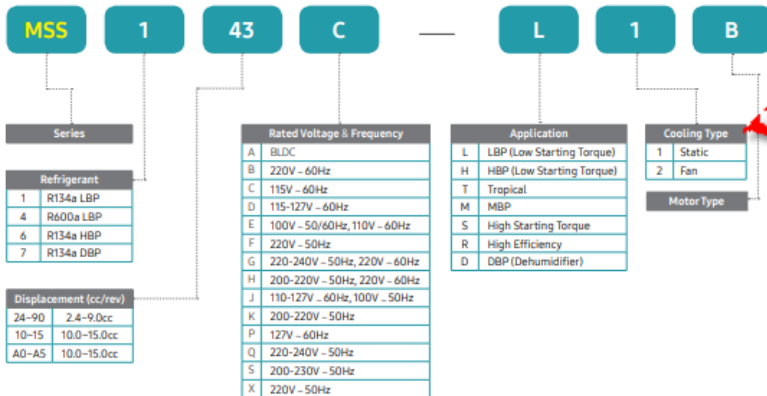 MSS 1 43 C — L 1 B
Series
Refrigerant
1 R134a LBP
4 R600a LBP
6 R134a HBP
7 R134a DBP
Displacement (cc/rev)
24~90 2.4~9.0cc
10~15 10.0~15.0cc
A0~A5 10.0~15.0cc
Rated Voltage & Frequency
A BLDC
B 220V ~ 60Hz
C 115V ~ 60Hz
D 115-127V ~ 60Hz
E 100V ~ 50/60Hz, 110V ~ 60Hz
F 220V ~ 50Hz
G 220-240V ~ 50Hz, 220V ~ 60Hz
H 200-220V ~ 50Hz, 220V ~ 60Hz
J 110-127V ~ 60Hz, 100V ~ 50Hz
K 200-220V ~ 50Hz
P 127V ~ 60Hz
Q 220-240V ~ 50Hz
S 200-230V ~ 50Hz
X 220V ~ 50Hz
Application
L LBP (Low Starting Torque)
H HBP (Low Starting Torque)
T Tropical
M MBP
S High Starting Torque
R High Efficiency
D DBP (Dehumidifier)
Cooling Type
1 Static
2 Fan
Motor Type